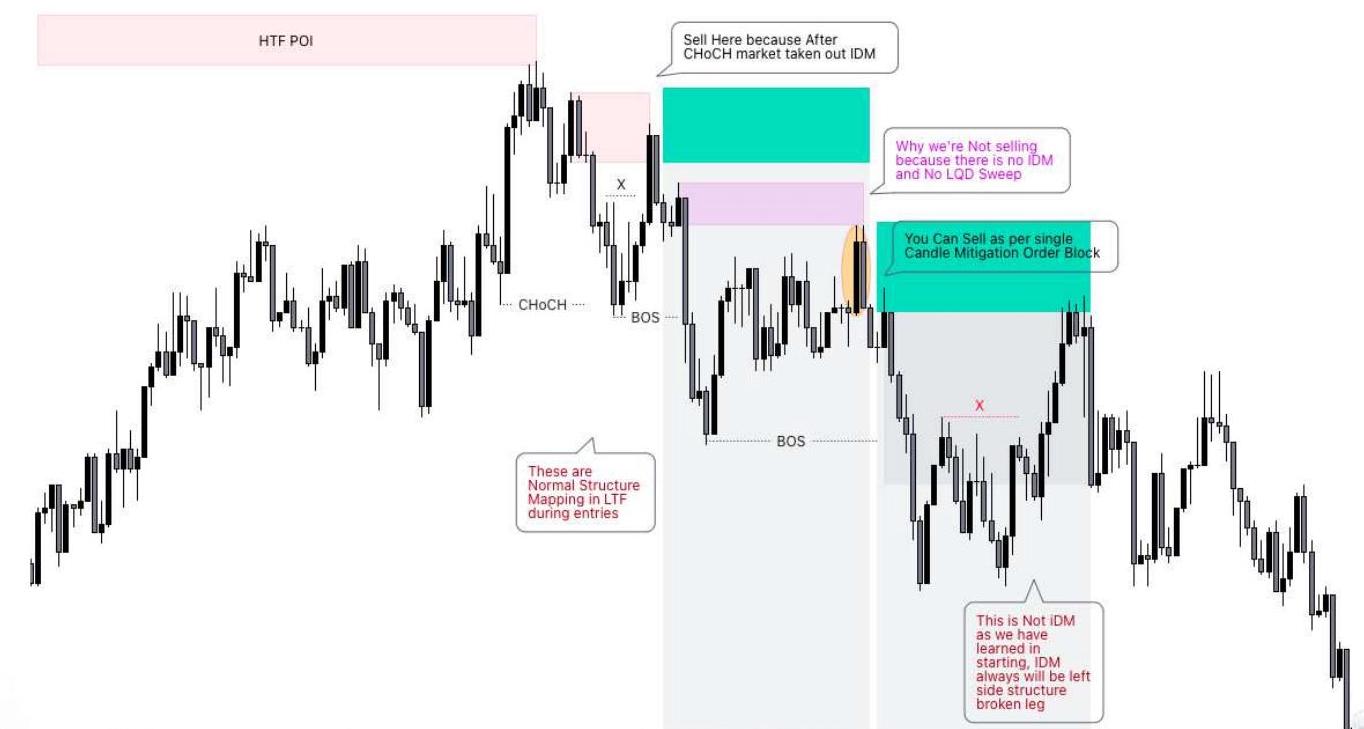 HTF POI
Sell Here because After
CHoCH market taken out IDM
Why we're Not selling
because there is no IDM
and No LQD Sweep
X
You Can Sell as per single
Candle Mitigation Order Block
CHoCH
BOS
X
BOS
These are
Normal Structure
Mapping in LTF
during entries
This is Not iDM
as we have
learned in
starting, IDM
always will be left
side structure
broken leg